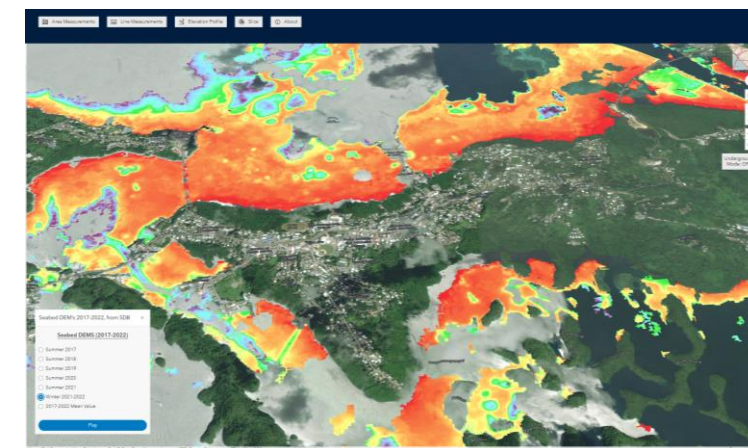 Area Measurements
Line Measurements
Elevation Profile
Slice
About
Seabed DEM's 2017-2022, from SDB
Seabed DEMS (2017-2022)
Summer 2017
Summer 2018
Summer 2019
Summer 2020
Summer 2021
Winter 2021-2022
2017-2022 Mean Value
Play